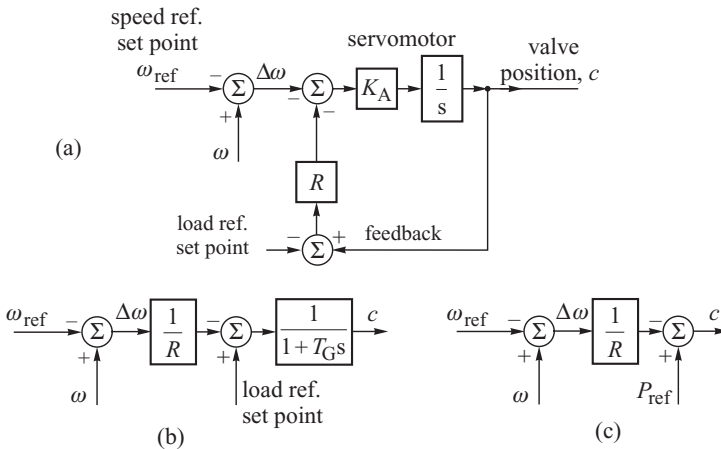 speed ref.
set point
ω_ref
−
Σ
Δω
−
Σ
−
servomotor
K_A
1
s
valve
position, c
+
ω
(a)
R
load ref.
set point
−
Σ
+
feedback
ω_ref
−
Σ
Δω
1
R
−
Σ
1
1 + T_G s
c
+
+
ω
load ref.
set point
(b)
ω_ref
−
Σ
Δω
1
R
−
Σ
c
+
+
ω
P_ref
(c)